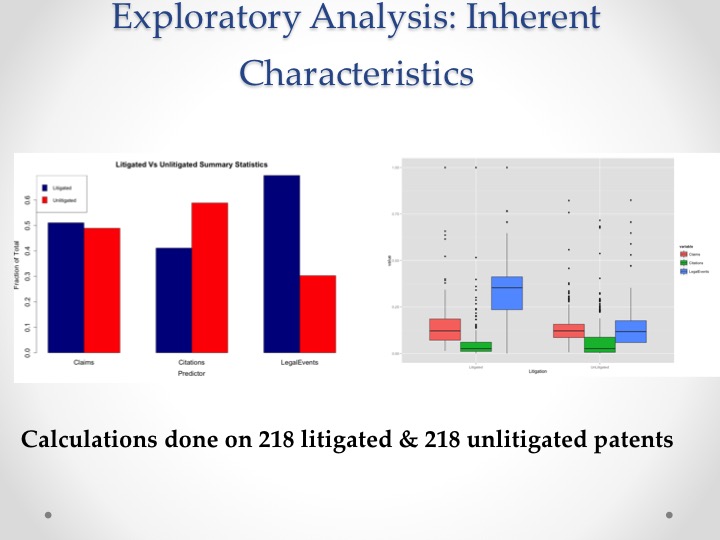 Exploratory Analysis: Inherent
Characteristics
Litigated Vs Unlitigated Summary Statistics
Litigated
Unlitigated
Fraction of Total
0.0
0.1
0.2
0.3
0.4
0.5
0.6
Claims
Citations
LegalEvents
Predictor
value
1.00
0.75
0.50
0.25
0.00
Litigated
UnLitigated
Litigation
variable
Claims
Citations
LegalEvents
Calculations done on 218 litigated & 218 unlitigated patents